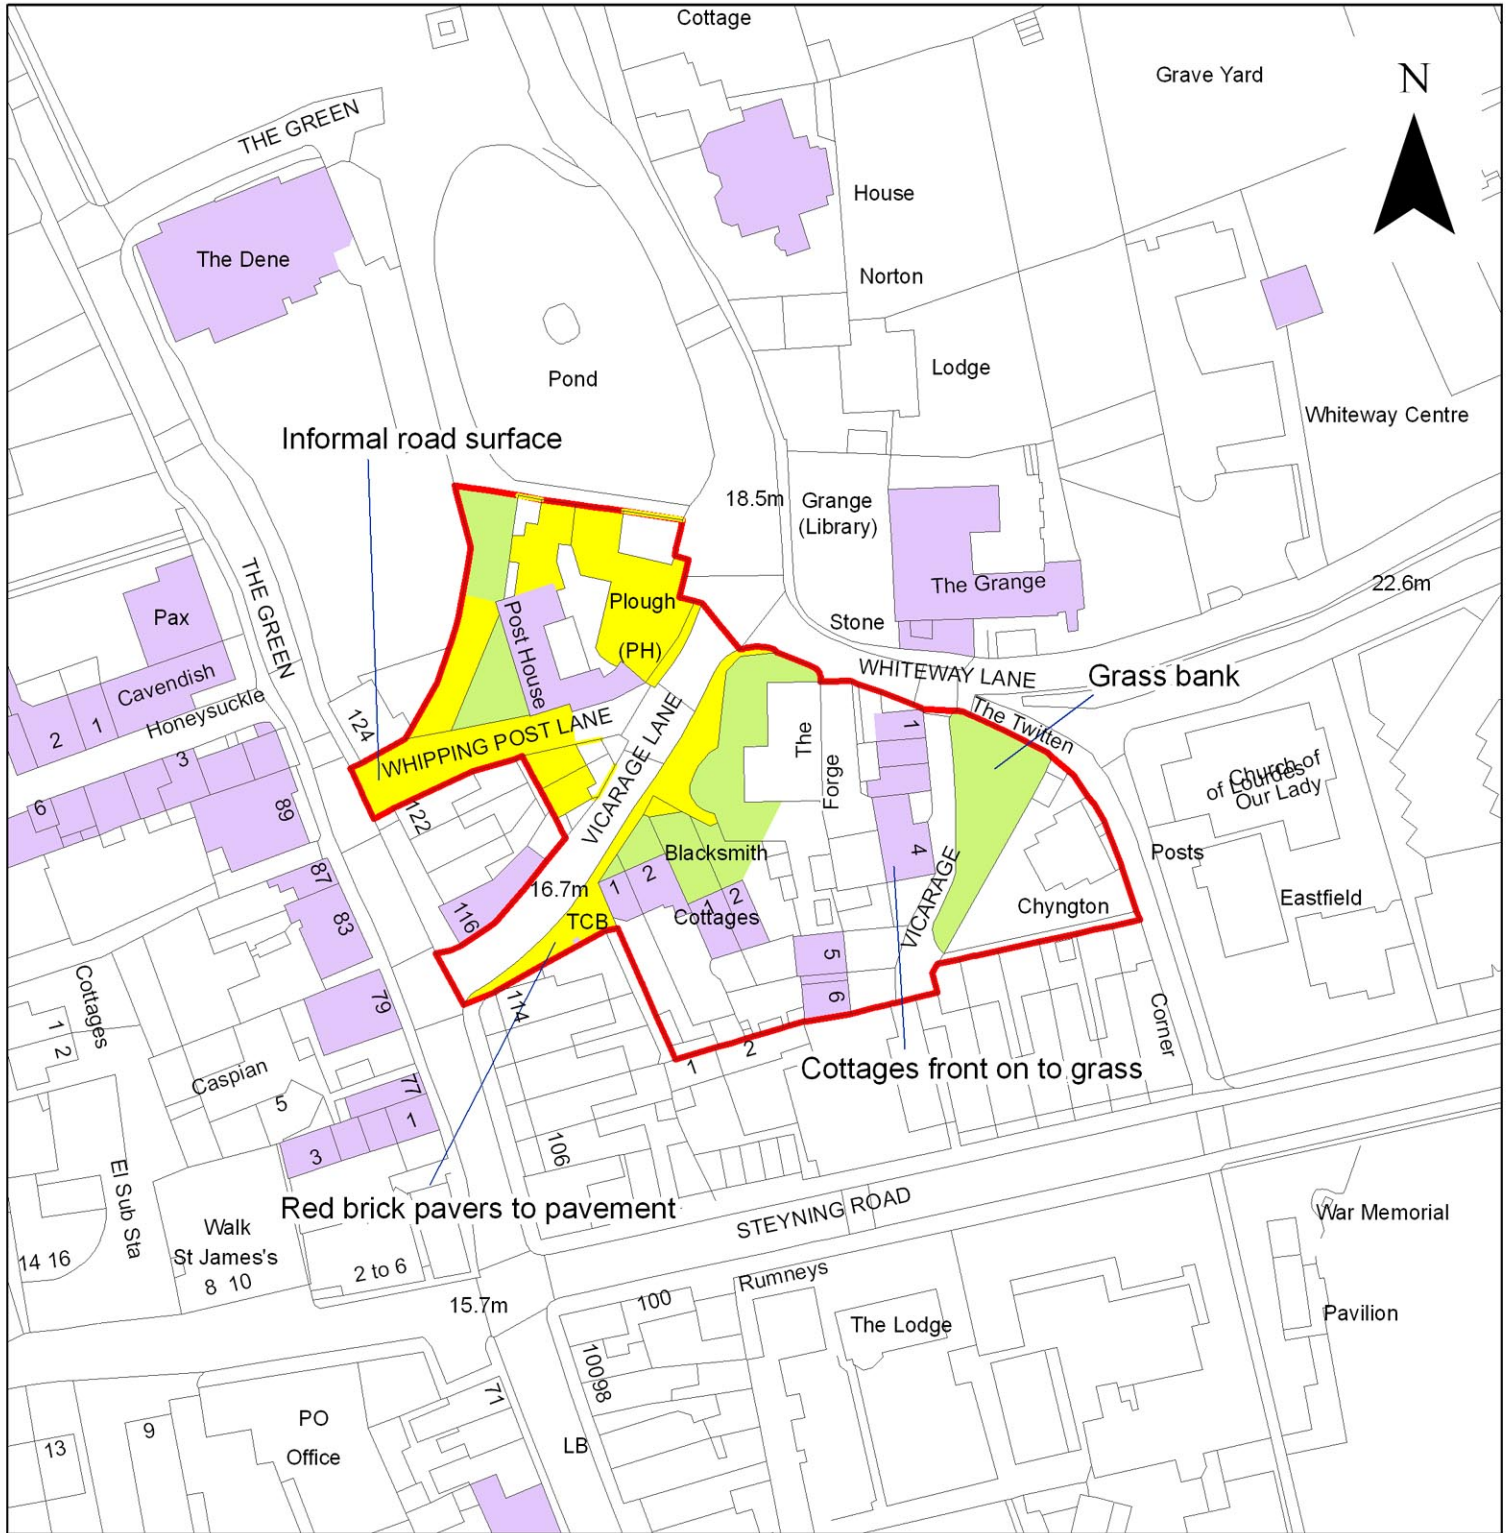 Cottage
Grave Yard
N
THE GREEN
House
The Dene
Norton
Pond
Lodge
Whiteway Centre
Informal road surface
18.5m
Grange
(Library)
The Grange
22.6m
THE GREEN
Pax
Post House
Plough
(PH)
Stone
WHITEWAY LANE
Grass bank
Cavendish
Honeysuckle
2
1
3
6
124
WHIPPING POST LANE
VICARAGE LANE
The
Forge
1
The Twitten
Church of
of Lourdes
Our Lady
89
122
Blacksmith
4
VICARAGE
Posts
87
83
116
16.7m
TCB
1
2
1
2
Cottages
Chyngton
Eastfield
5
6
Cottages
1
2
79
114
Corner
1
2
Cottages front on to grass
Caspian
5
77
1
3
106
El Sub Sta
Red brick pavers to pavement
STEYNING ROAD
War Memorial
Walk
St James's
8 10
14 16
2 to 6
15.7m
Rumneys
100
The Lodge
Pavilion
10098
71
PO
Office
9
13
LB